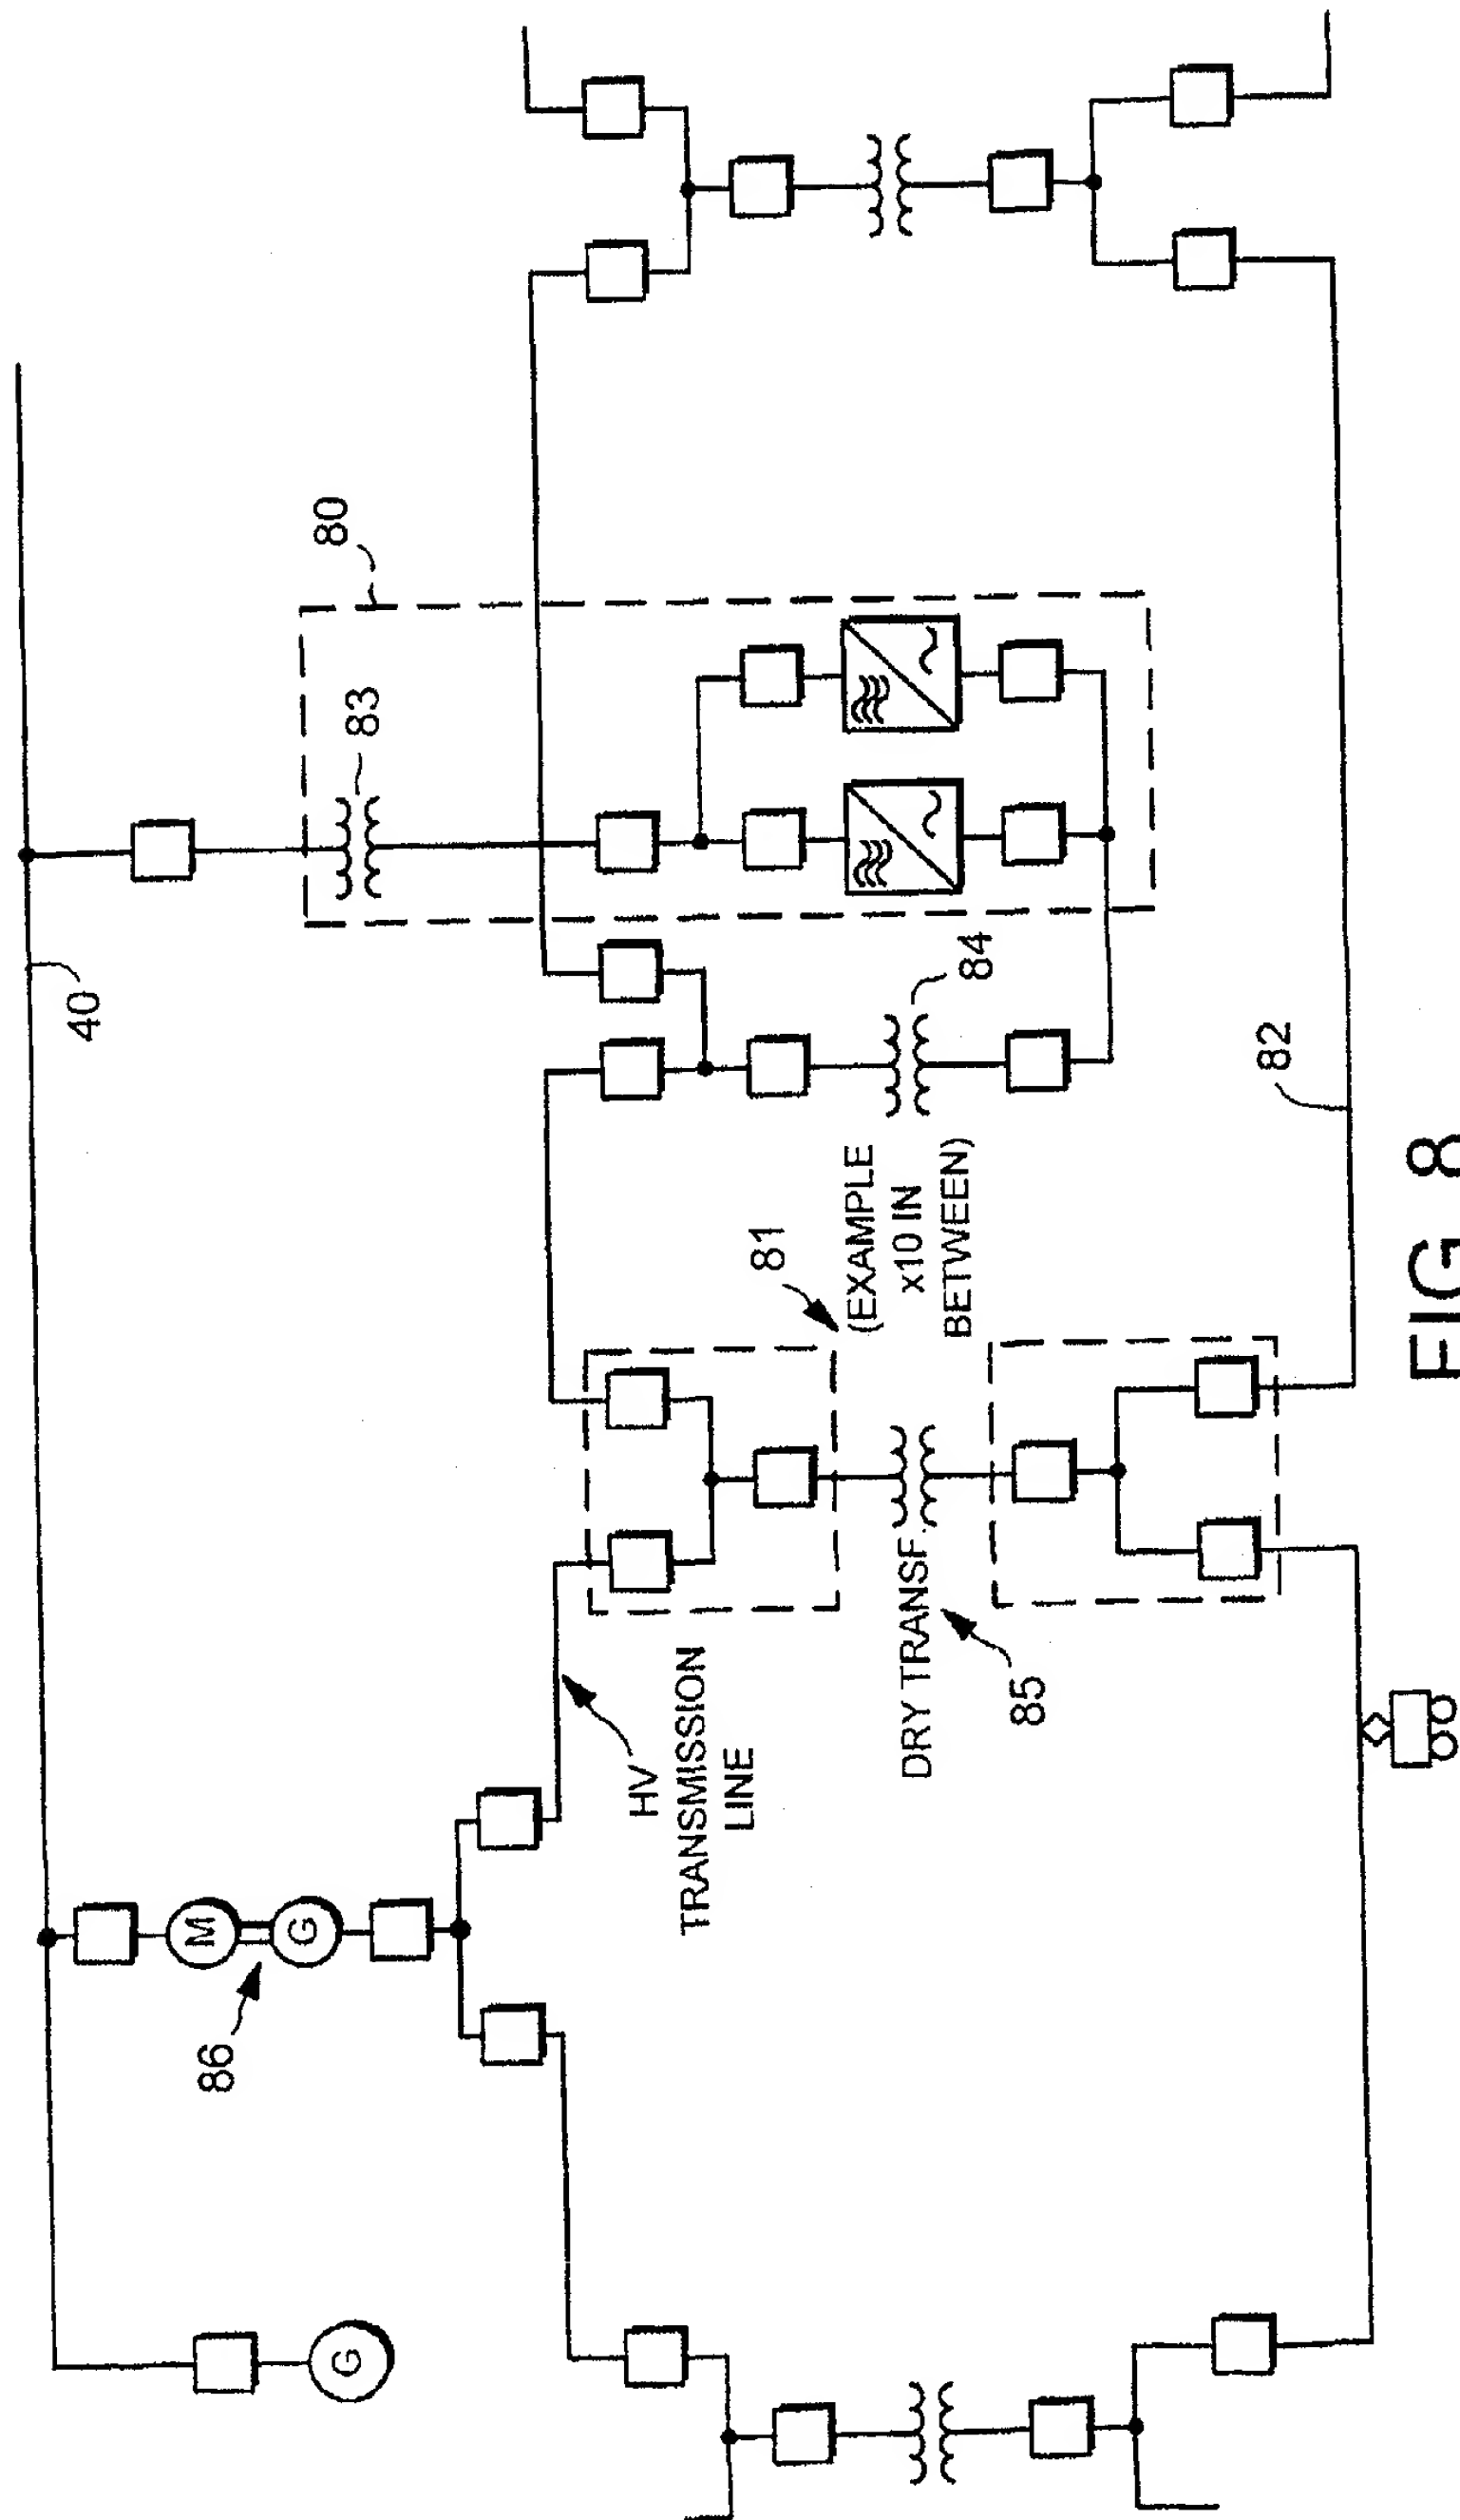 40
80
83
86
M
G
G
HV
TRANSMISSION
LINE
81
(EXAMPLE
x10 IN
BETWEEN)
84
DRY TRANSF.
85
82
FIG 8